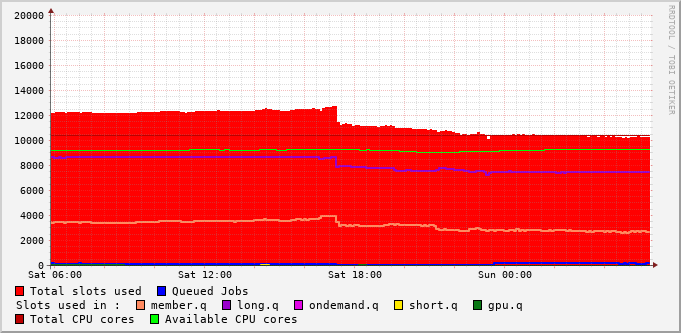 20000
18000
16000
14000
12000
10000
8000
6000
4000
2000
0
Sat 06:00 Sat 12:00 Sat 18:00 Sun 00:00
RRDTOOL / TOBI OETIKER
Total slots used Queued Jobs
Slots used in : member.q long.q ondemand.q short.q gpu.q
Total CPU cores Available CPU cores